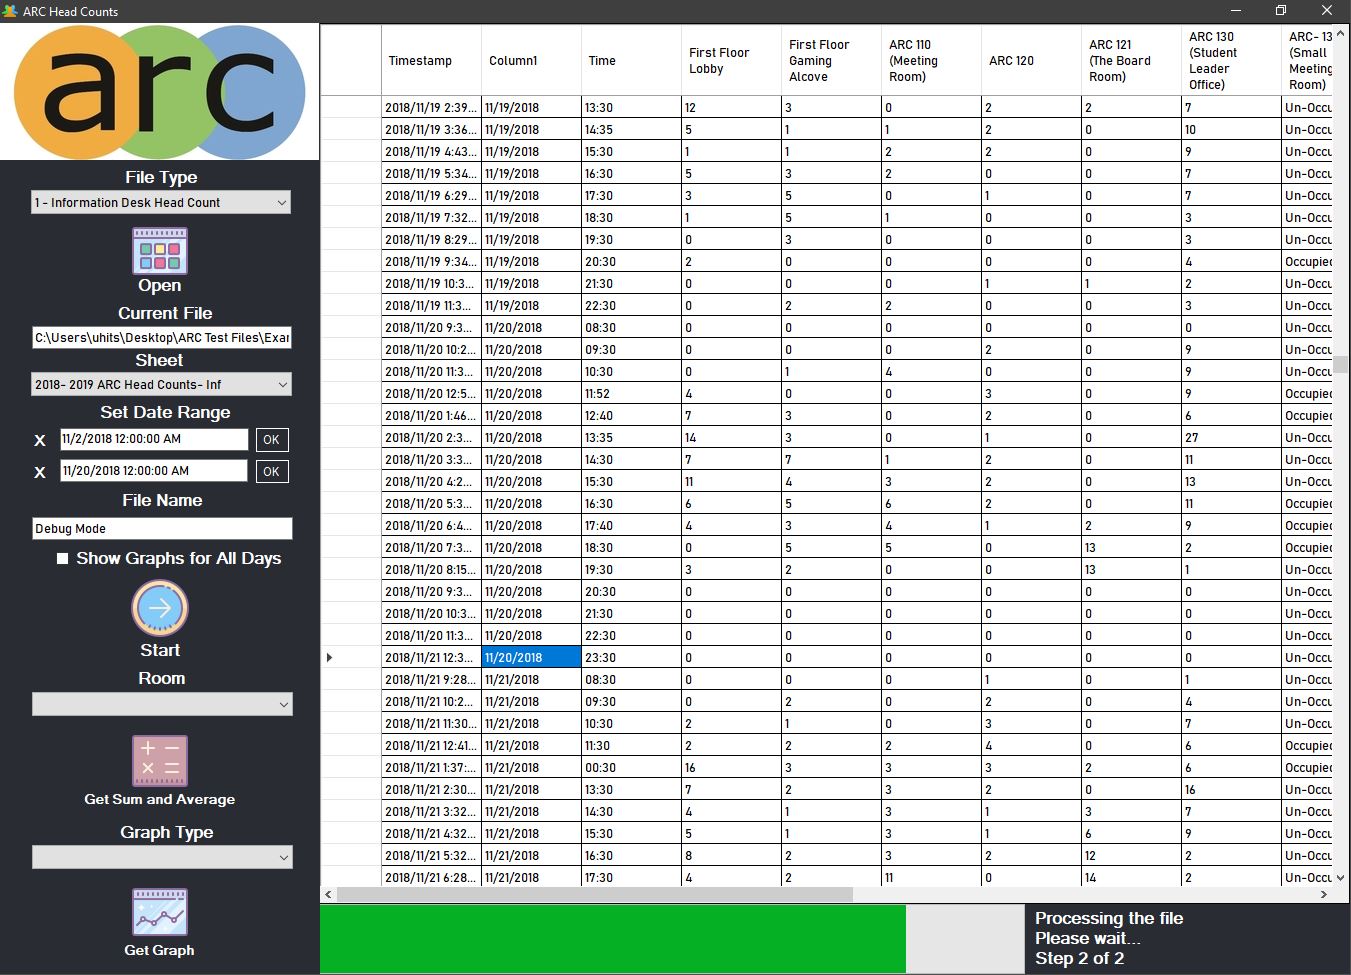 ARC Head Counts
arc
File Type
1 - Information Desk Head Count
Open
Current File
C:\Users\uhits\Desktop\ARC Test Files\Exar
Sheet
2018- 2019 ARC Head Counts- Inf
Set Date Range
X 11/2/2018 12:00:00 AM OK
X 11/20/2018 12:00:00 AM OK
File Name
Debug Mode
Show Graphs for All Days
Start
Room
Get Sum and Average
Graph Type
Get Graph
Timestamp Column1 Time First Floor Lobby First Floor Gaming Alcove ARC 110 (Meeting Room) ARC 120 ARC 121 (The Board Room) ARC 130 (Student Leader Office) ARC- 13 (Small Meeting Room)
2018/11/19 2:39... 11/19/2018 13:30 12 3 0 2 2 7 Un-Occu
2018/11/19 3:36... 11/19/2018 14:35 5 1 1 2 0 10 Un-Occu
2018/11/19 4:43... 11/19/2018 15:30 1 1 2 2 0 9 Un-Occu
2018/11/19 5:34... 11/19/2018 16:30 5 3 2 0 0 7 Un-Occu
2018/11/19 6:29... 11/19/2018 17:30 3 5 0 1 0 7 Un-Occu
2018/11/19 7:32... 11/19/2018 18:30 1 5 1 0 0 3 Un-Occu
2018/11/19 8:29... 11/19/2018 19:30 0 3 0 0 0 3 Un-Occu
2018/11/19 9:34... 11/19/2018 20:30 2 0 0 0 0 4 Occupied
2018/11/19 10:3... 11/19/2018 21:30 0 0 0 1 1 2 Un-Occu
2018/11/19 11:3... 11/19/2018 22:30 0 2 2 0 0 3 Un-Occu
2018/11/20 9:3... 11/20/2018 08:30 0 0 0 0 0 0 Un-Occu
2018/11/20 10:2... 11/20/2018 09:30 0 0 0 2 0 9 Un-Occu
2018/11/20 11:3... 11/20/2018 10:30 0 1 4 0 0 9 Un-Occu
2018/11/20 12:5... 11/20/2018 11:52 4 0 0 3 0 9 Occupied
2018/11/20 1:46... 11/20/2018 12:40 7 3 0 2 0 6 Occupied
2018/11/20 2:3... 11/20/2018 13:35 14 3 0 1 0 27 Un-Occu
2018/11/20 3:3... 11/20/2018 14:30 7 7 1 2 0 11 Un-Occu
2018/11/20 4:2... 11/20/2018 15:30 11 4 3 2 0 13 Un-Occu
2018/11/20 5:3... 11/20/2018 16:30 6 5 6 2 0 11 Occupied
2018/11/20 6:4... 11/20/2018 17:40 4 3 4 1 2 9 Occupied
2018/11/20 7:3... 11/20/2018 18:30 0 5 5 0 13 2 Occupied
2018/11/20 8:15... 11/20/2018 19:30 3 2 0 0 13 1 Un-Occu
2018/11/20 9:3... 11/20/2018 20:30 0 0 0 0 0 0 Un-Occu
2018/11/20 10:3... 11/20/2018 21:30 0 0 0 0 0 0 Un-Occu
2018/11/20 11:3... 11/20/2018 22:30 0 0 0 0 0 0 Un-Occu
2018/11/21 12:3... 11/20/2018 23:30 0 0 0 0 0 0 Un-Occu
2018/11/21 9:28... 11/21/2018 08:30 0 0 0 1 0 1 Un-Occu
2018/11/21 10:2... 11/21/2018 09:30 0 2 0 2 0 4 Un-Occu
2018/11/21 11:30... 11/21/2018 10:30 2 1 0 3 0 7 Un-Occu
2018/11/21 12:41... 11/21/2018 11:30 2 2 2 4 0 6 Occupied
2018/11/21 1:37:... 11/21/2018 00:30 16 3 3 3 2 6 Occupied
2018/11/21 2:30... 11/21/2018 13:30 7 2 3 2 0 16 Un-Occu
2018/11/21 3:32... 11/21/2018 14:30 4 1 3 1 3 7 Un-Occu
2018/11/21 4:32... 11/21/2018 15:30 5 1 3 1 6 9 Un-Occu
2018/11/21 5:32... 11/21/2018 16:30 8 2 3 2 12 2 Un-Occu
2018/11/21 6:28... 11/21/2018 17:30 4 2 11 0 14 2 Un-Occu
Processing the file
Please wait...
Step 2 of 2